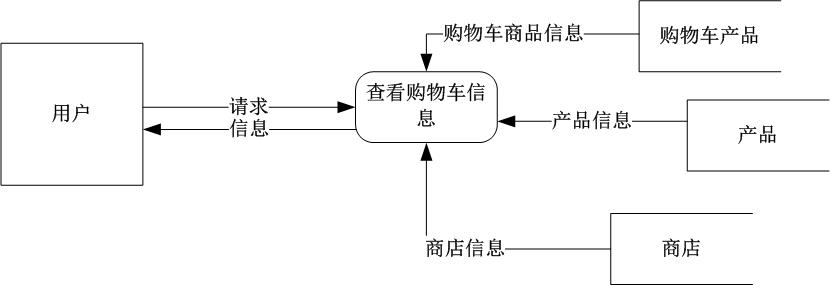 购物车商品信息
购物车产品
用户
请求
信息
查看购物车信
息
产品信息
产品
商店信息
商店